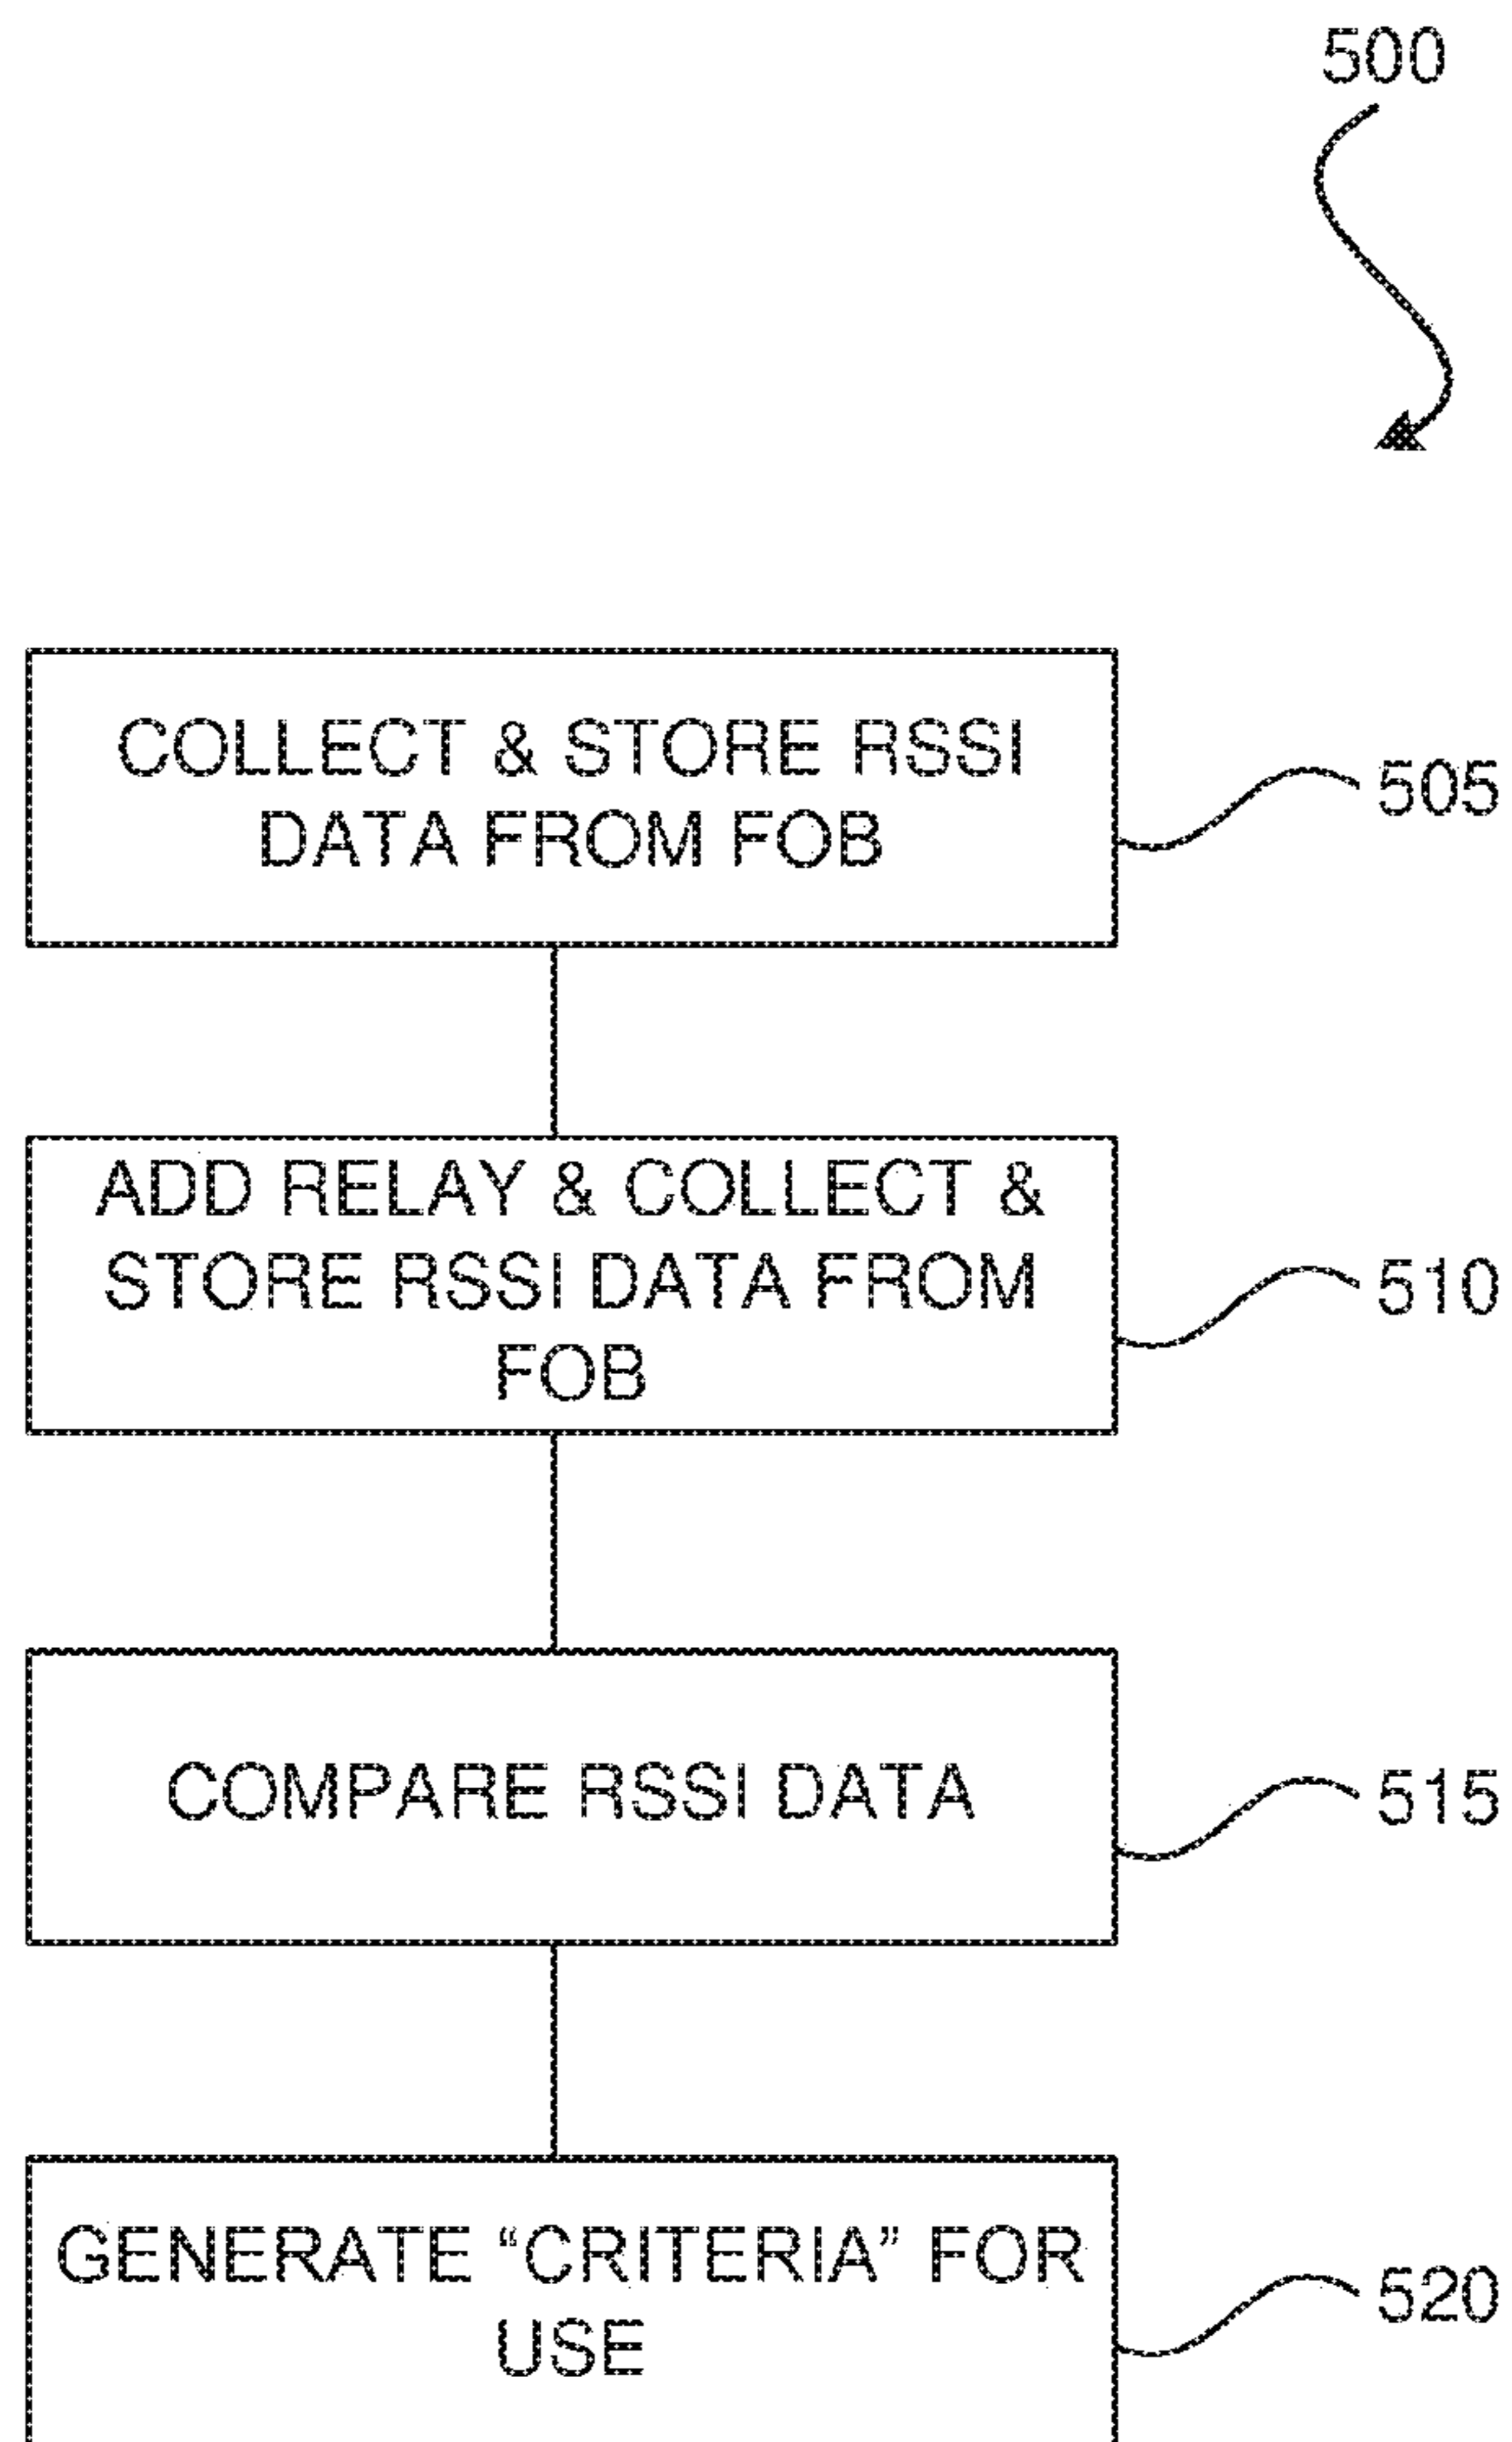 500
COLLECT & STORE RSSI
DATA FROM FOB
505
ADD RELAY & COLLECT &
STORE RSSI DATA FROM
FOB
510
COMPARE RSSI DATA
515
GENERATE “CRITERIA” FOR
USE
520